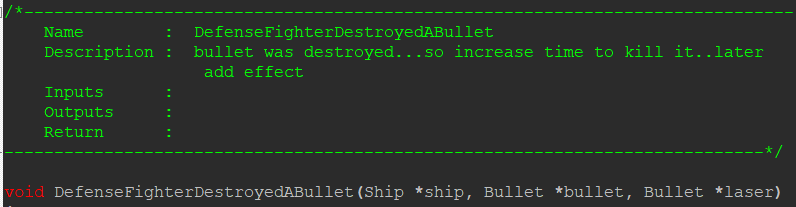 /*-----------------------------------------------------------------------------
Name : DefenseFighterDestroyedABullet
Description : bullet was destroyed...so increase time to kill it..later
add effect
Inputs :
Outputs :
Return :
----------------------------------------------------------------------------*/
void DefenseFighterDestroyedABullet(Ship *ship, Bullet *bullet, Bullet *laser)